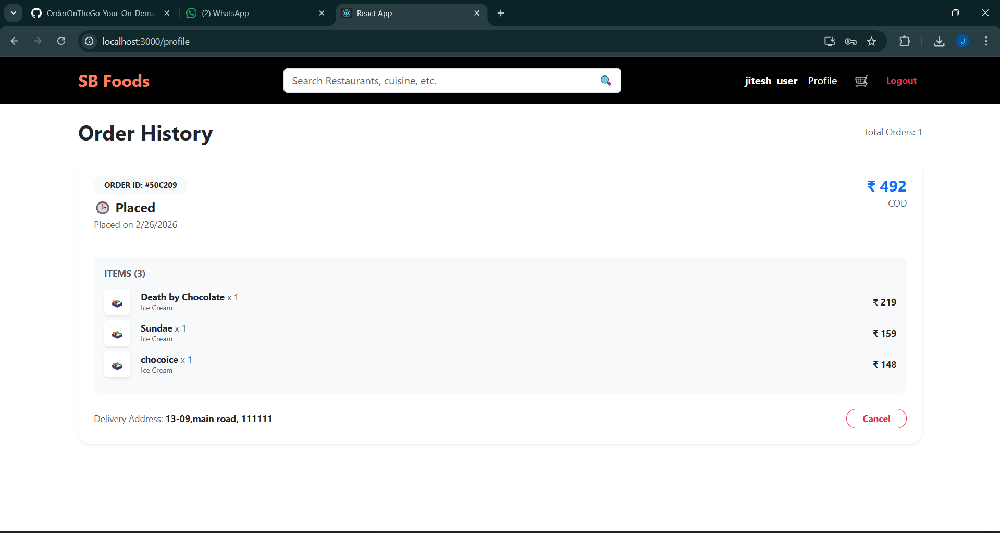 OrderOnTheGo-Your-On-Dema
(2) WhatsApp
React App
localhost:3000/profile
J
SB Foods
Search Restaurants, cuisine, etc.
jitesh user
Profile
Logout
Order History
Total Orders: 1
ORDER ID: #50C209
₹ 492
Placed
COD
Placed on 2/26/2026
ITEMS (3)
Death by Chocolate x 1
Ice Cream
₹ 219
Sundae x 1
Ice Cream
₹ 159
chocoice x 1
Ice Cream
₹ 148
Delivery Address: 13-09,main road, 111111
Cancel